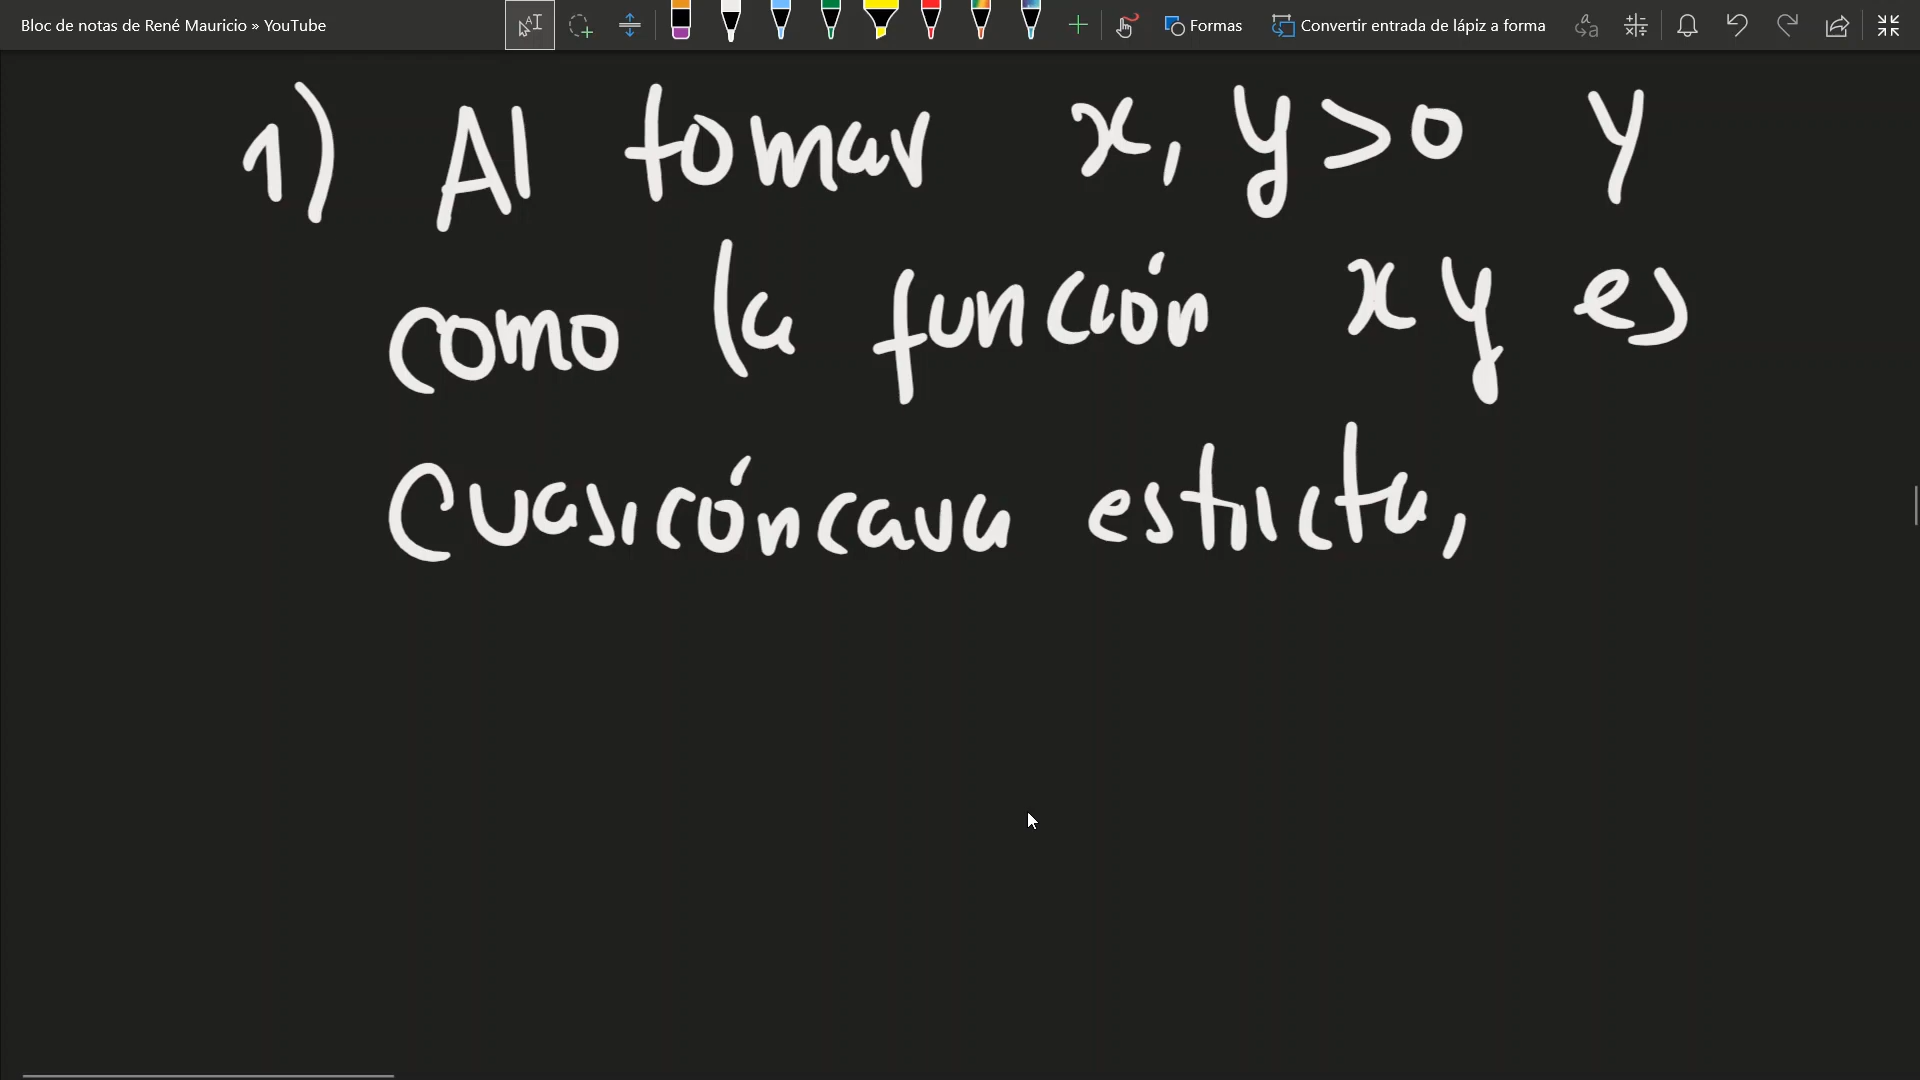 Bloc de notas de René Mauricio » YouTube
Formas
Convertir entrada de lápiz a forma
1) Al tomar x, y>0 y
como la función xy es
cuasicóncava estricta,